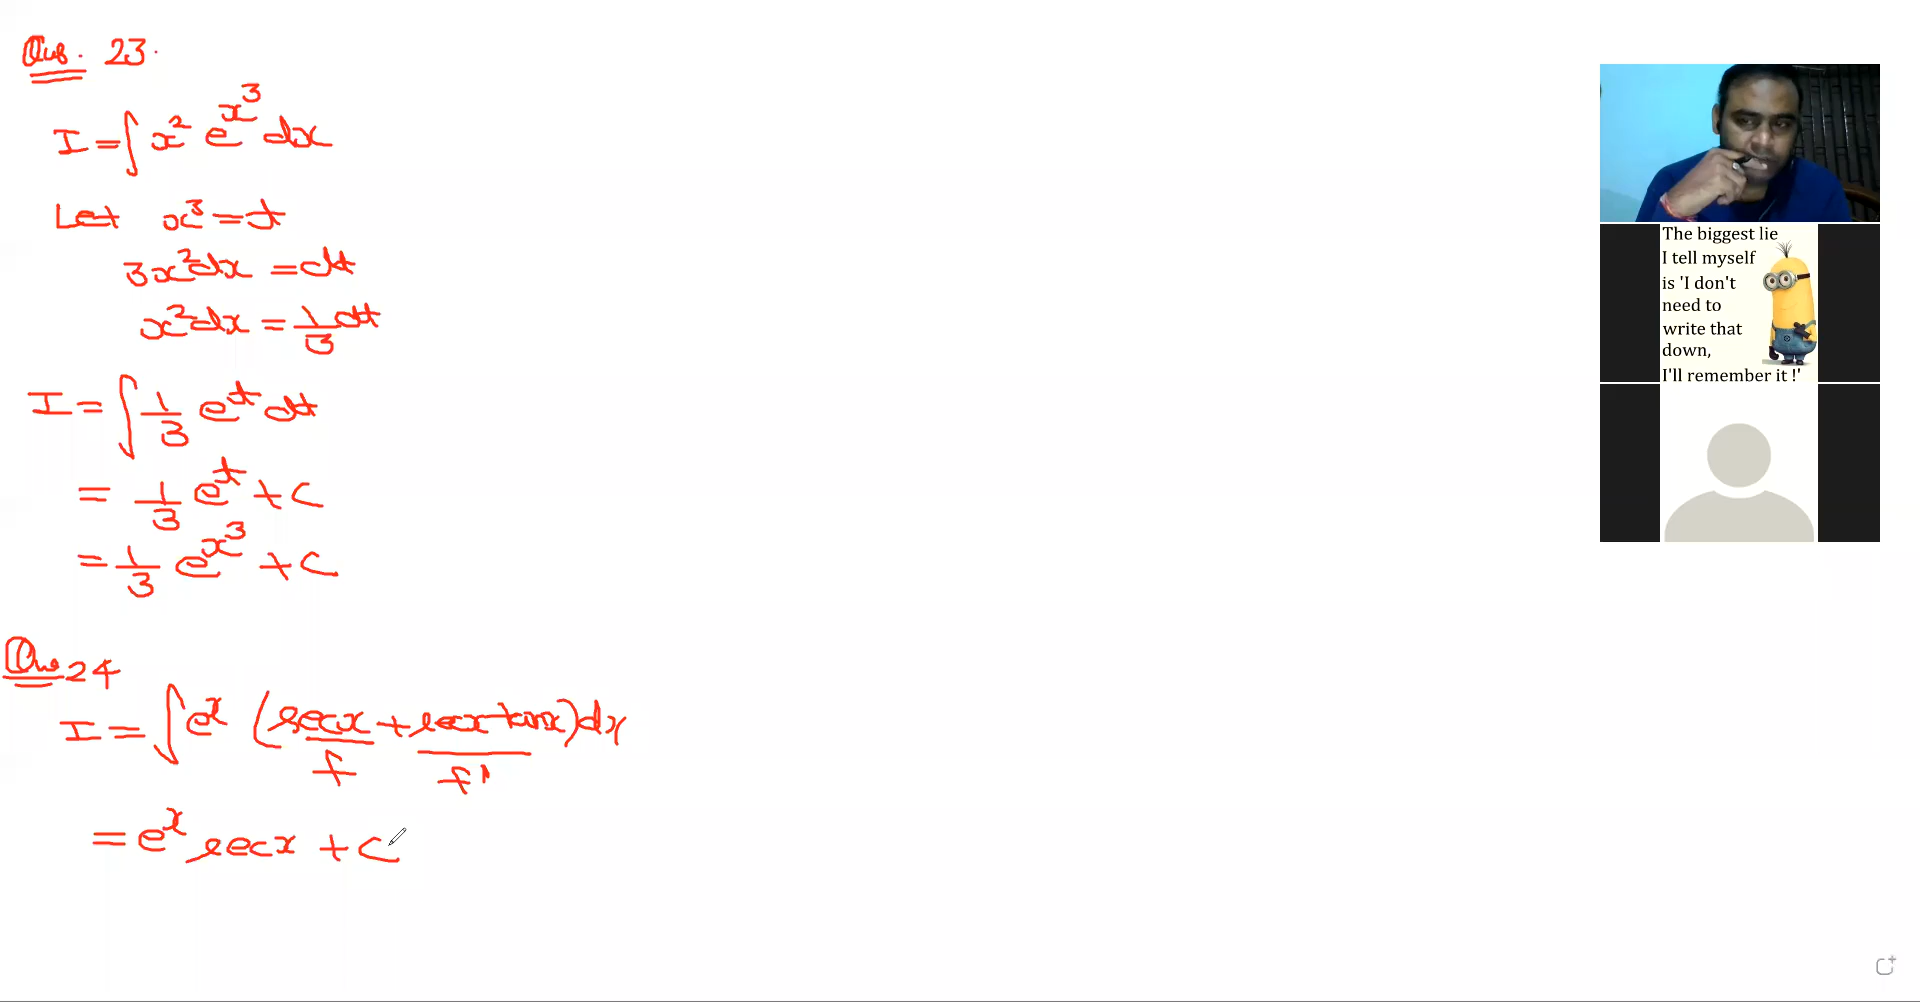 Ques. 23.
I = ∫ x² e^x³ dx
Let x³ = t
3x²dx = dt
x²dx = 1/3 dt
I = ∫ 1/3 e^t dt
= 1/3 e^t + C
= 1/3 e^x³ + C
Que 24
I = ∫ e^x (secx + secx tanx) dx
f f'
= e^x secx + C
The biggest lie
I tell myself
is 'I don't
need to
write that
down,
I'll remember it !'